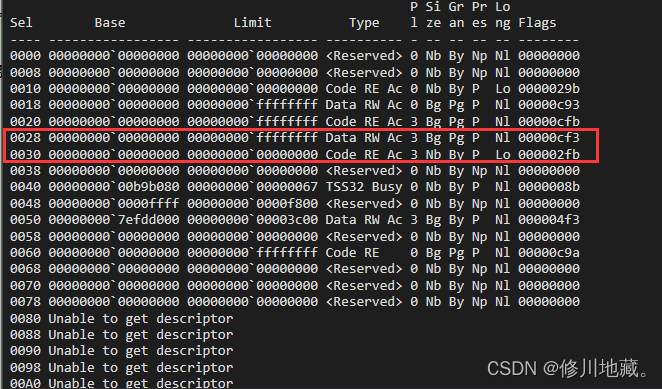 P Si Gr Pr Lo
Sel        Base              Limit          Type    l ze an es ng Flags
---- ----------------- ----------------- ---------- - -- -- -- -- --------
0000 00000000`00000000 00000000`00000000 <Reserved> 0 Nb By Np Nl 00000000
0008 00000000`00000000 00000000`00000000 <Reserved> 0 Nb By Np Nl 00000000
0010 00000000`00000000 00000000`00000000 Code RE Ac 0 Nb By P  Lo 0000029b
0018 00000000`00000000 00000000`ffffffff Data RW Ac 0 Bg Pg P  Nl 00000c93
0020 00000000`00000000 00000000`ffffffff Code RE Ac 3 Bg Pg P  Nl 00000cfb
0028 00000000`00000000 00000000`ffffffff Data RW Ac 3 Bg Pg P  Nl 00000cf3
0030 00000000`00000000 00000000`00000000 Code RE Ac 3 Nb By P  Lo 000002fb
0038 00000000`00000000 00000000`00000000 <Reserved> 0 Nb By Np Nl 00000000
0040 00000000`00b9b080 00000000`00000067 TSS32 Busy 0 Nb By P  Nl 0000008b
0048 00000000`0000ffff 00000000`0000f800 <Reserved> 0 Nb By Np Nl 00000000
0050 00000000`7efdd000 00000000`00003c00 Data RW Ac 3 Bg By P  Nl 000004f3
0058 00000000`00000000 00000000`00000000 <Reserved> 0 Nb By Np Nl 00000000
0060 00000000`00000000 00000000`ffffffff Code RE    0 Bg Pg P  Nl 00000c9a
0068 00000000`00000000 00000000`00000000 <Reserved> 0 Nb By Np Nl 00000000
0070 00000000`00000000 00000000`00000000 <Reserved> 0 Nb By Np Nl 00000000
0078 00000000`00000000 00000000`00000000 <Reserved> 0 Nb By Np Nl 00000000
0080 Unable to get descriptor
0088 Unable to get descriptor
0090 Unable to get descriptor
0098 Unable to get descriptor
00A0 Unable to get descriptor
CSDN @修川地藏。